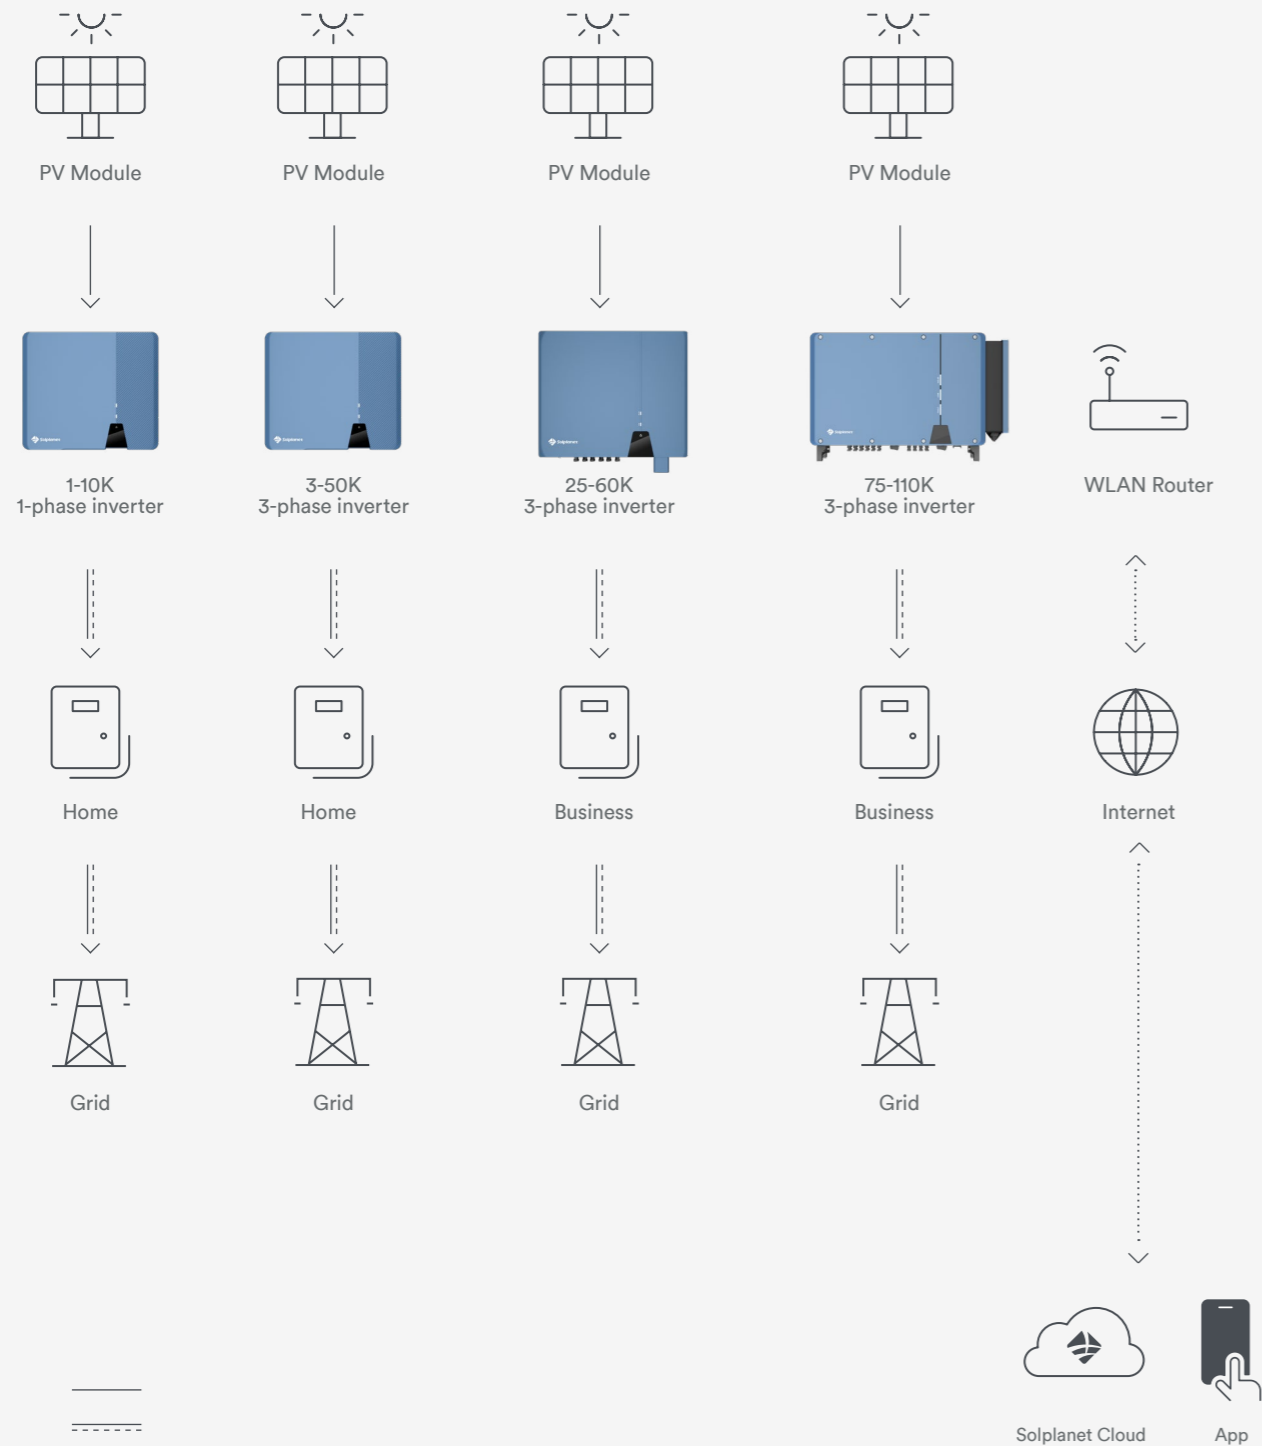 PV Module
PV Module
PV Module
PV Module
1-10K
1-phase inverter
3-50K
3-phase inverter
25-60K
3-phase inverter
75-110K
3-phase inverter
WLAN Router
Home
Home
Business
Business
Internet
Grid
Grid
Grid
Grid
Solplanet Cloud
App